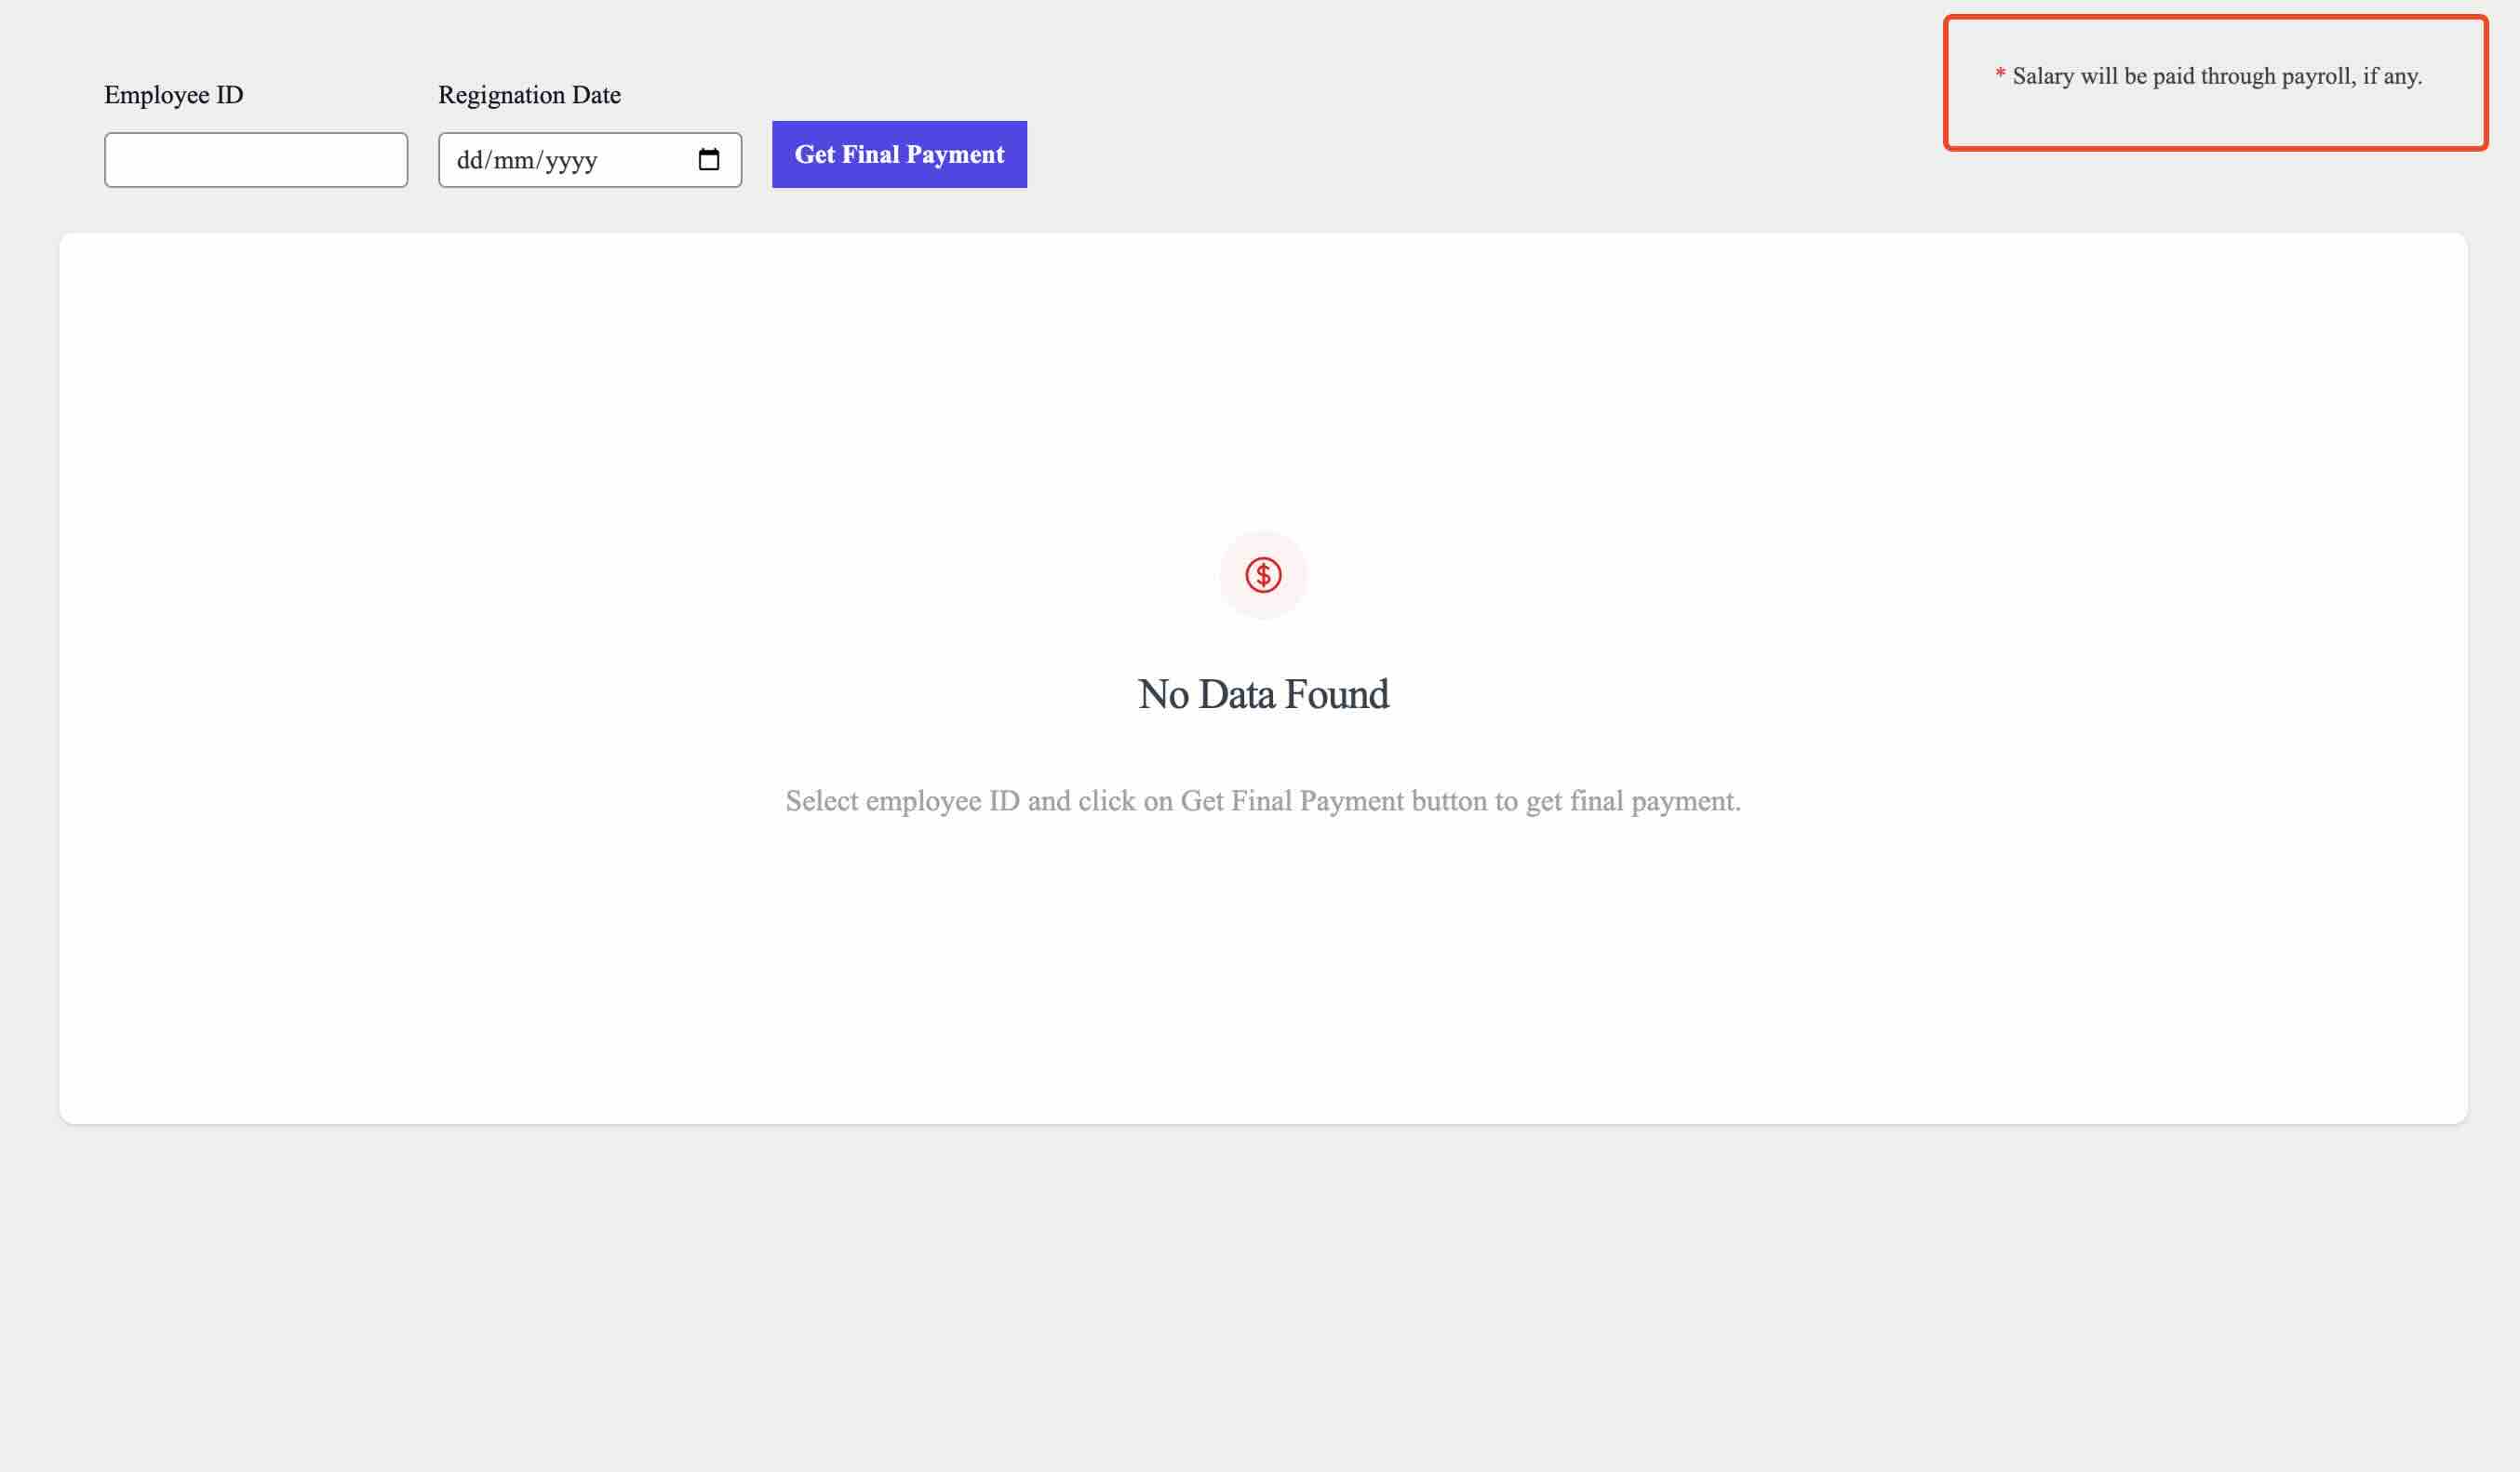 * Salary will be paid through payroll, if any.
Employee ID
Regignation Date
dd/mm/yyyy
Get Final Payment
No Data Found
Select employee ID and click on Get Final Payment button to get final payment.